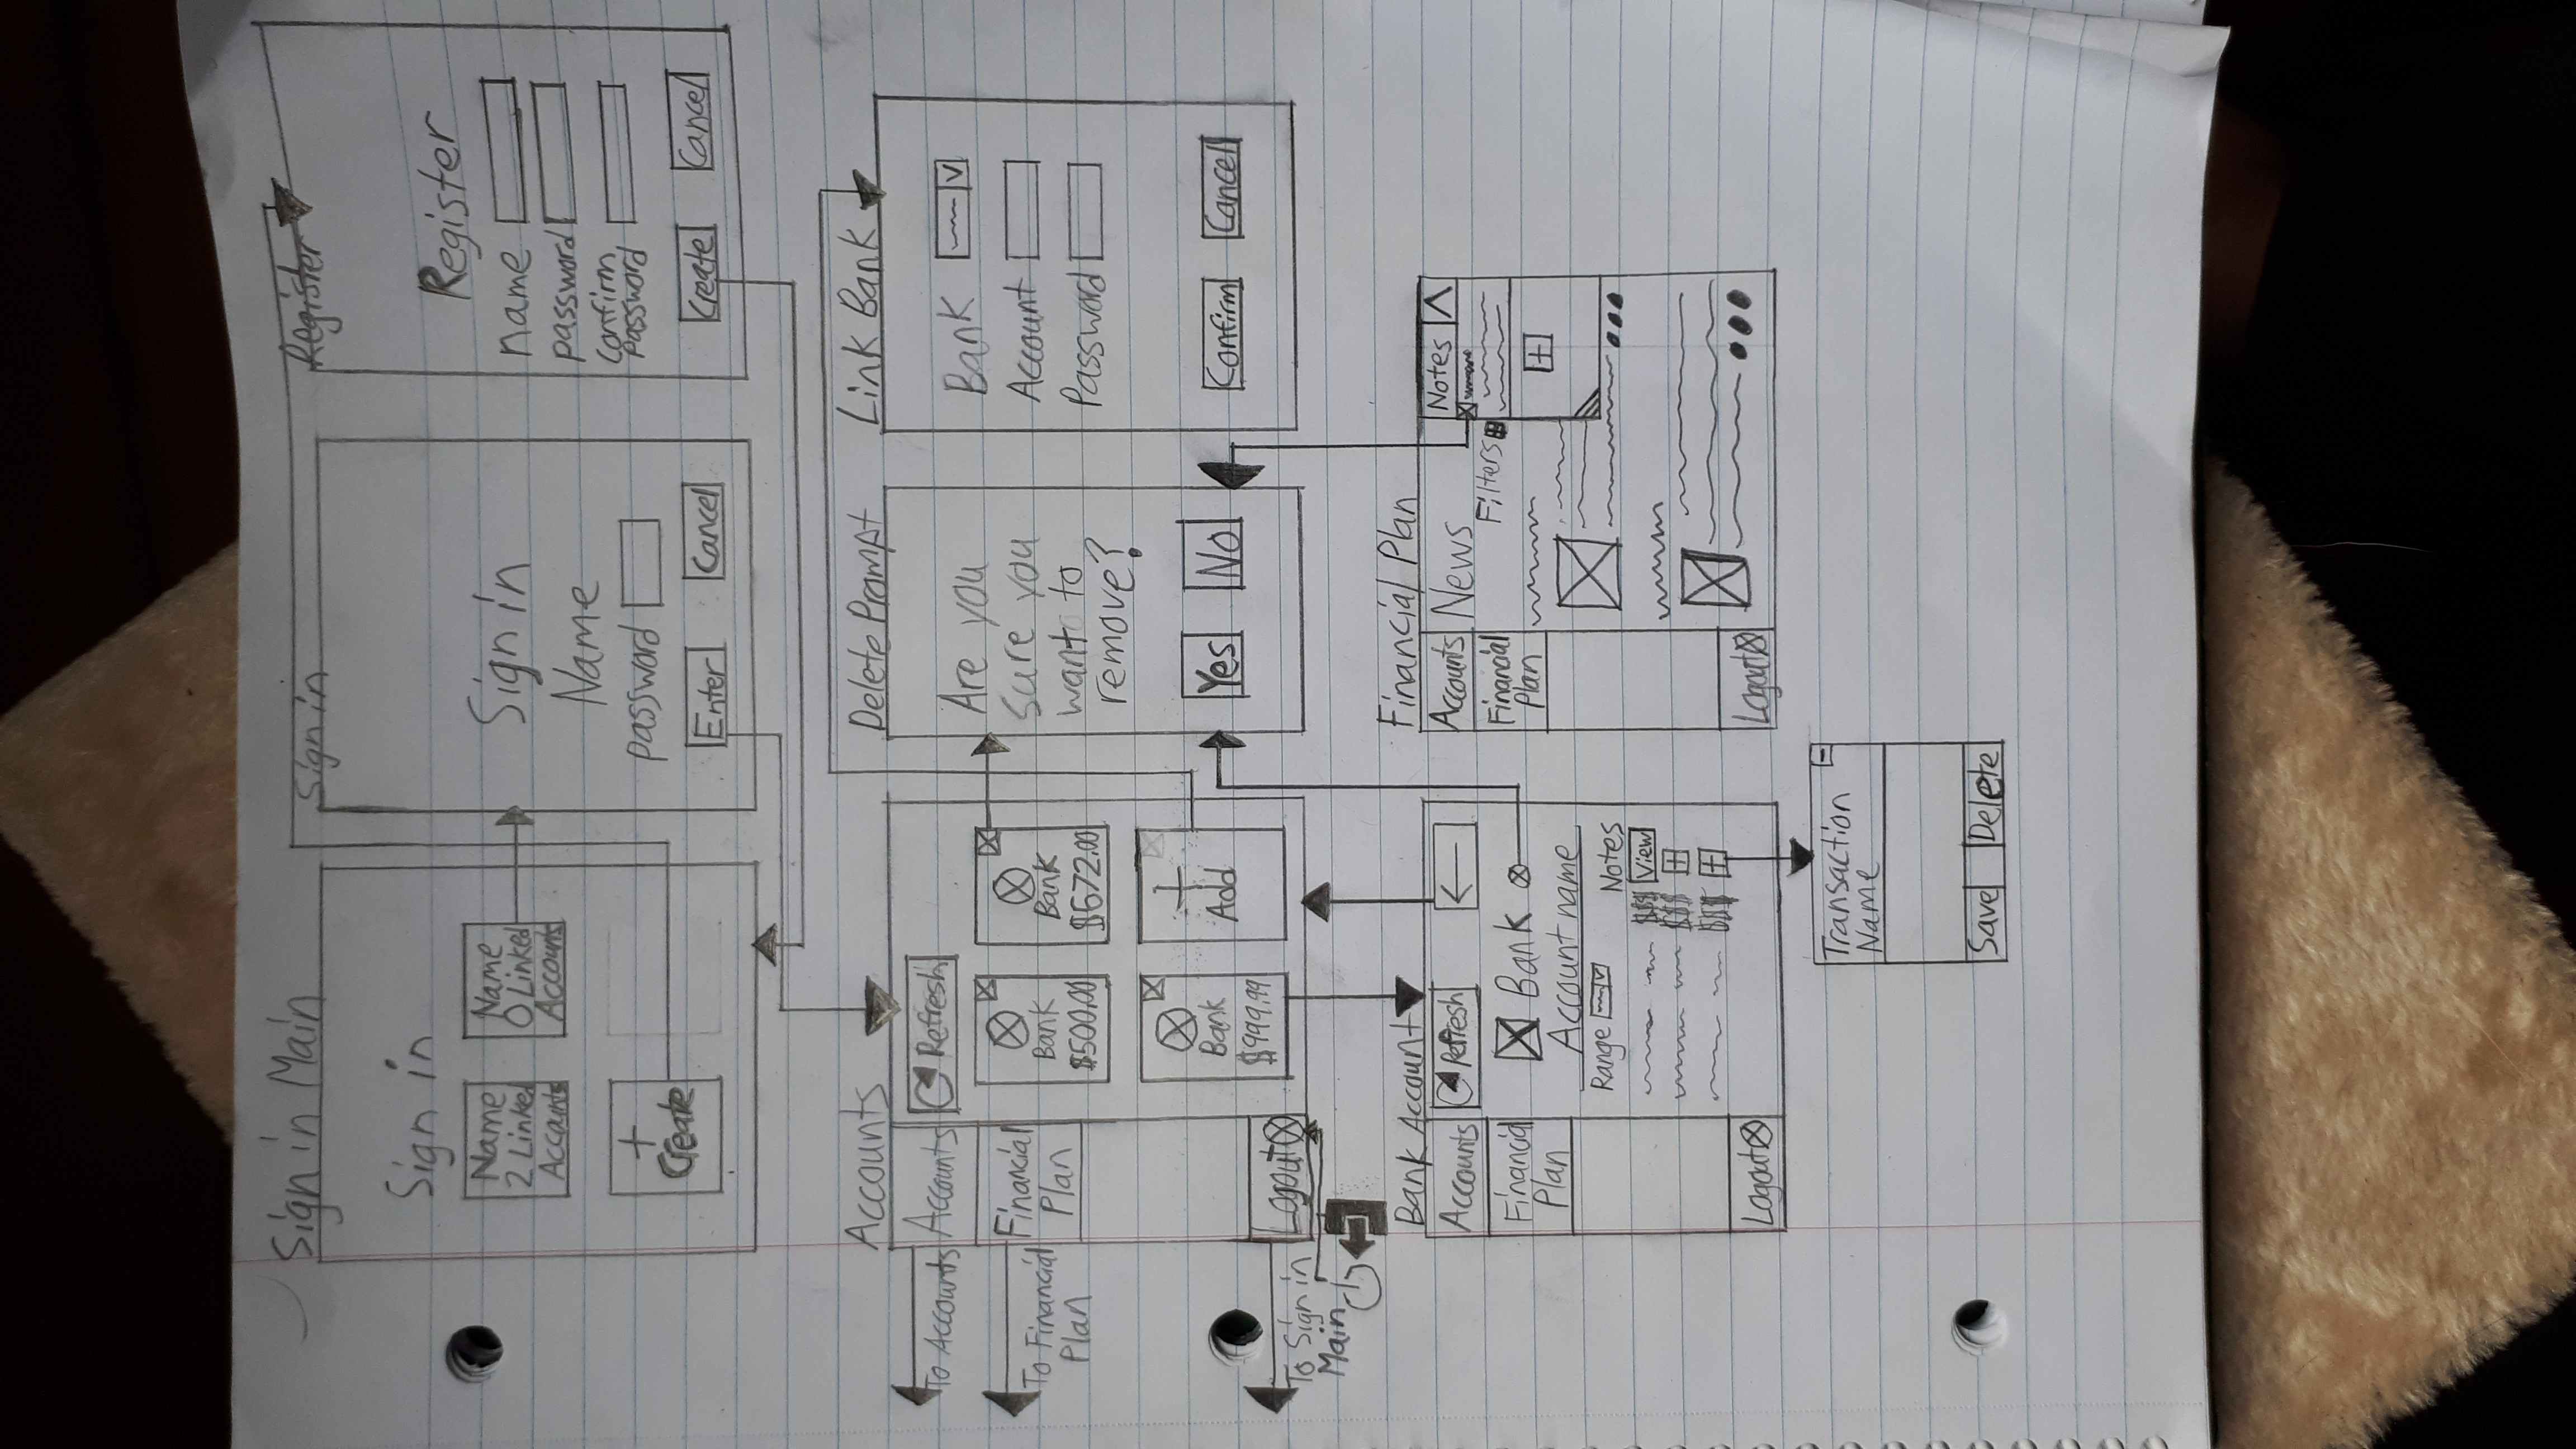 Sign in Main
Sign in
Register
Sign in
Name
2 Linked
Accounts
Name
0 Linked
Accounts
+
Create
Sign in
Name
password
Enter
Cancel
Register
name
password
confirm
password
Create
Cancel
Accounts
To Accounts
To Financial
Plan
To Sign in
Main
Accounts
Financial
Plan
Logout
Refresh
Bank
$500.00
Bank
$672.00
Bank
$999.99
+
Add
Delete Prompt
Are you
sure you
want to
remove?
Yes
No
Link Bank
Bank
Account
Password
Confirm
Cancel
Bank Account
Accounts
Financial
Plan
Logout
Refresh
Bank
Account name
Range
Notes
$$$
View
$$$
+
$$$
+
Financial Plan
Accounts
Financial
Plan
Logout
News
Filters
Notes
+
Transaction
Name
Save
Delete